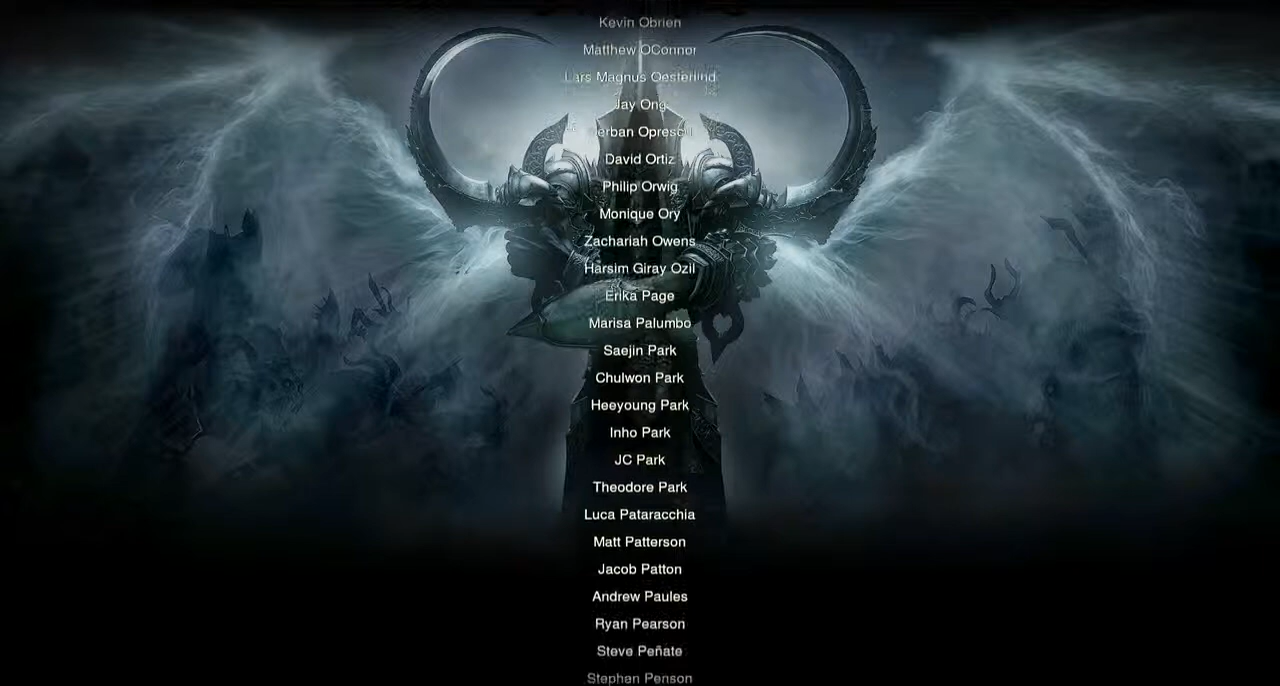 Kevin Obrien
Matthew OConnor
Lars Magnus Oesterlind
Jay Ong
David Ortiz
Philip Orwig
Monique Ory
Zachariah Owens
Harsim Giray Ozil
Erika Page
Marisa Palumbo
Saejin Park
Chulwon Park
Heeyoung Park
Inho Park
JC Park
Theodore Park
Luca Pataracchia
Matt Patterson
Jacob Patton
Andrew Paules
Ryan Pearson
Steve Peñate
Stephen Penson